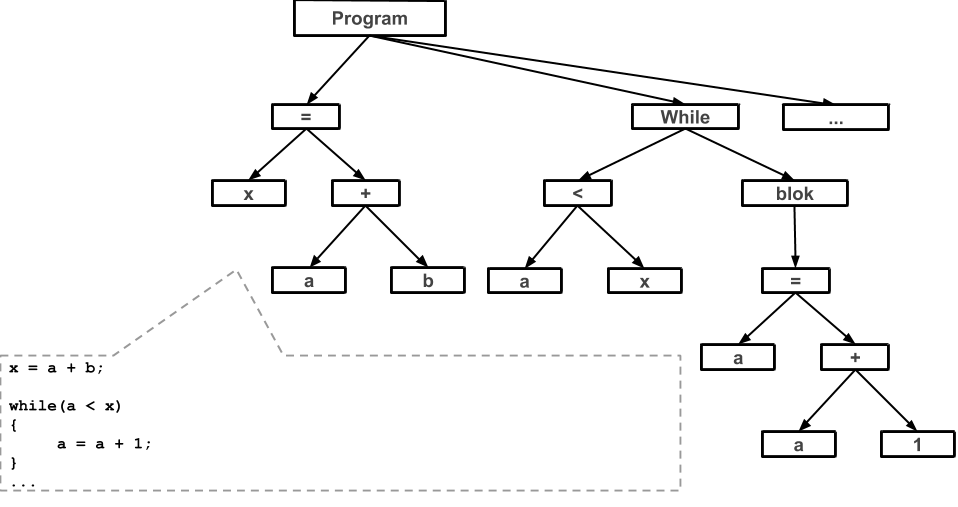 Program
= While ...
x + < blok
a b a x =
a +
a 1
x = a + b;
while(a < x)
{
a = a + 1;
}
...